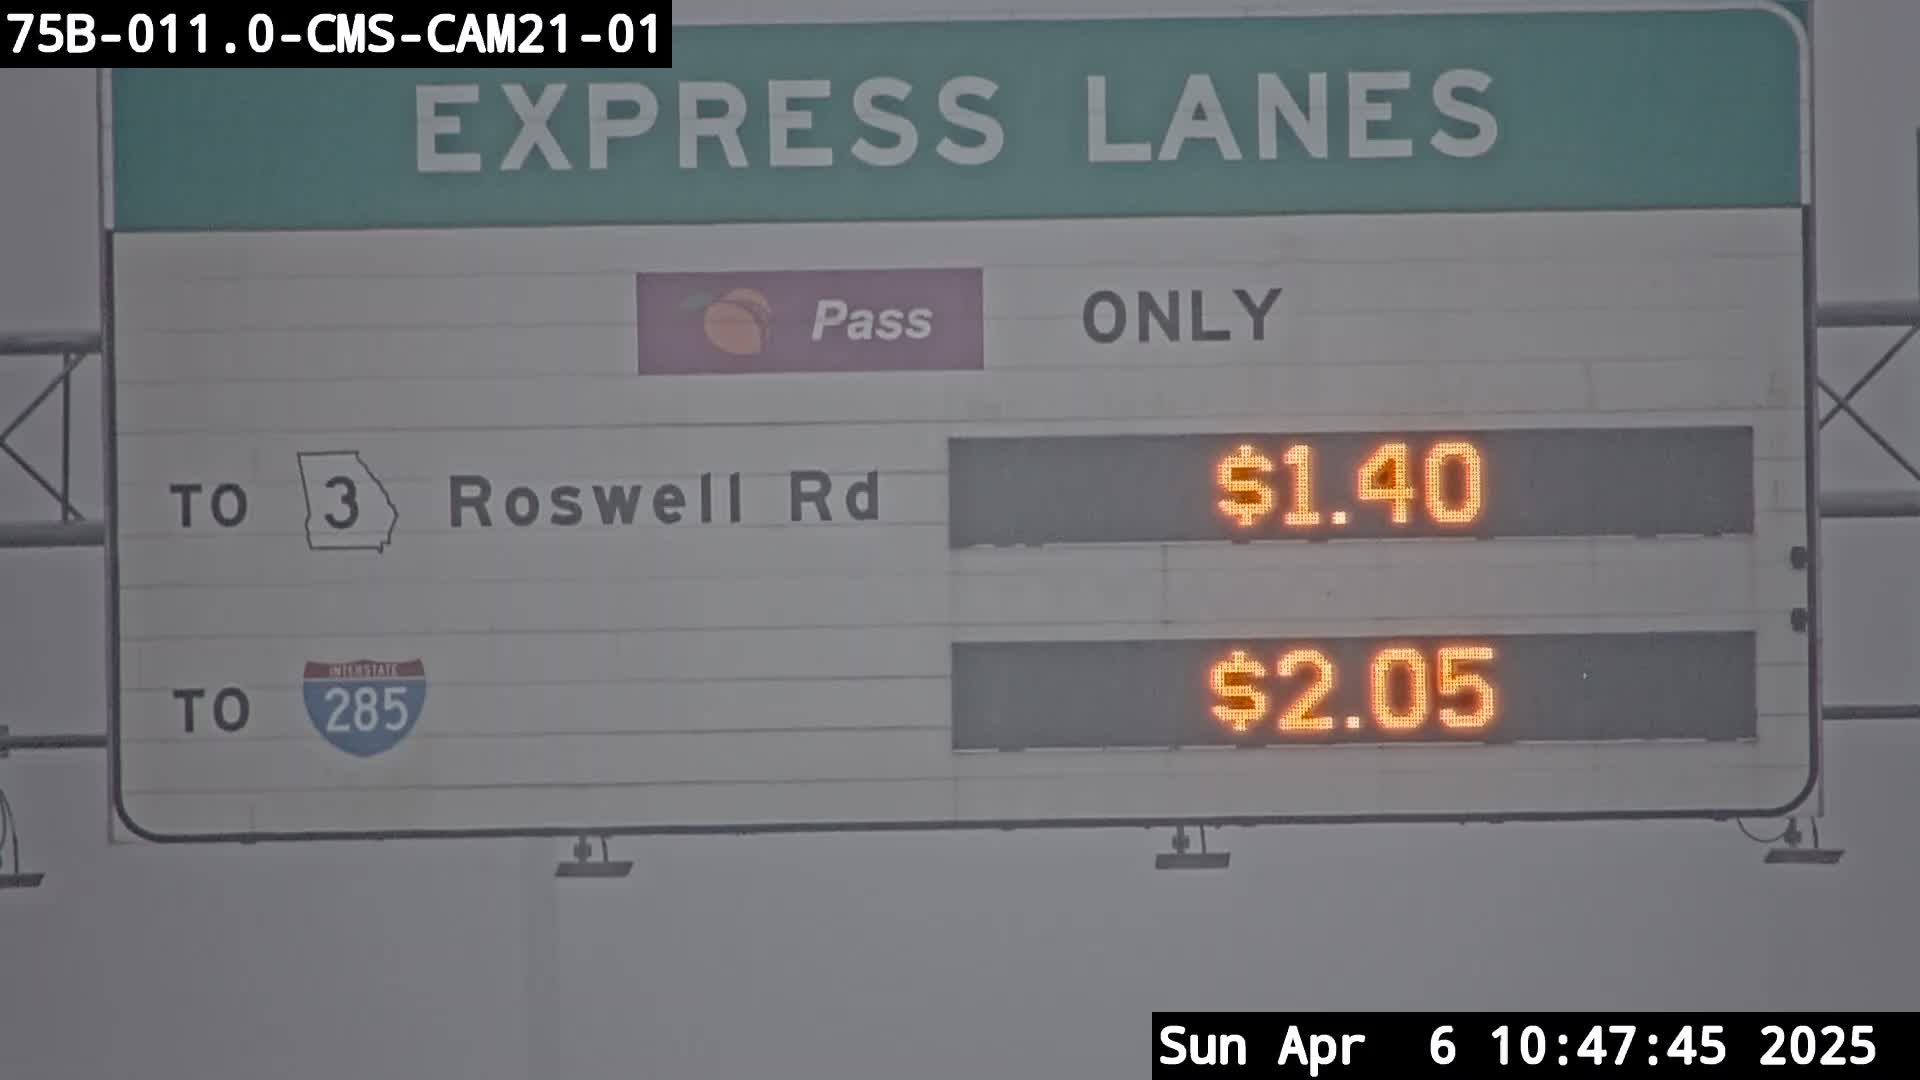 75B-011.0-CMS-CAM21-01
EXPRESS LANES
Pass ONLY
TO 3 Roswell Rd $1.40
TO INTERSTATE 285 $2.05
Sun Apr 6 10:47:45 2025